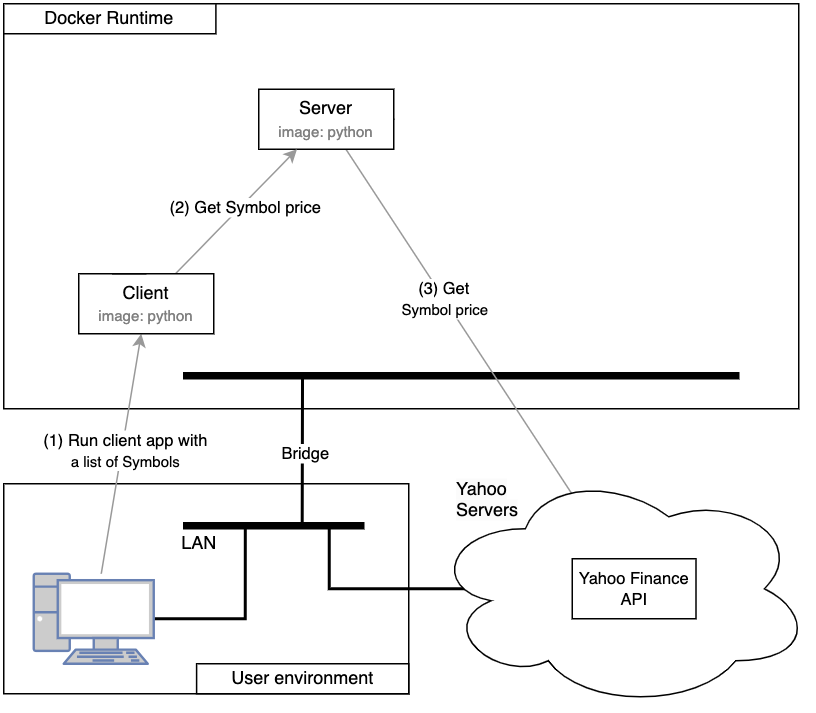 Docker Runtime
Server
image: python
(2) Get Symbol price
Client
image: python
(3) Get
Symbol price
(1) Run client app with
a list of Symbols
Bridge
Yahoo
Servers
LAN
Yahoo Finance
API
User environment